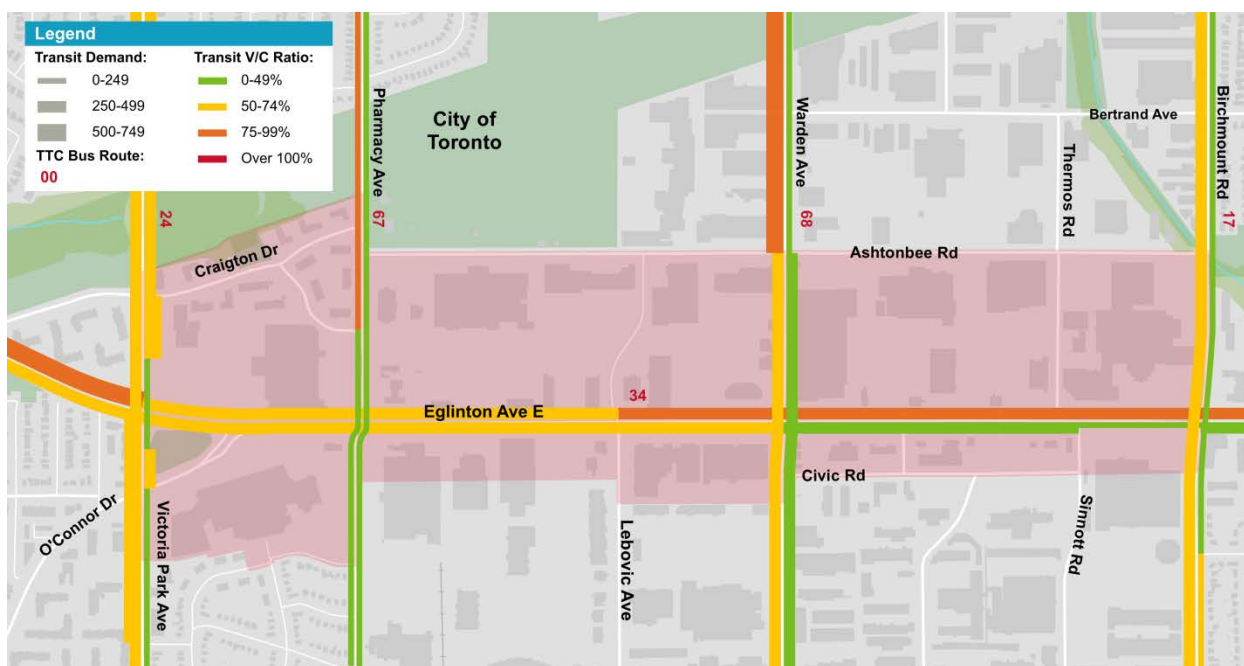 Legend
Transit Demand:
0-249
250-499
500-749
TTC Bus Route:
00
Transit V/C Ratio:
0-49%
50-74%
75-99%
Over 100%
City of
Toronto
Pharmacy Ave
Warden Ave
Bertrand Ave
Thermos Rd
Birchmount Rd
24
67
68
17
Craigton Dr
Ashtonbee Rd
34
Eglinton Ave E
Civic Rd
O'Connor Dr
Victoria Park Ave
Lebovic Ave
Sinnott Rd